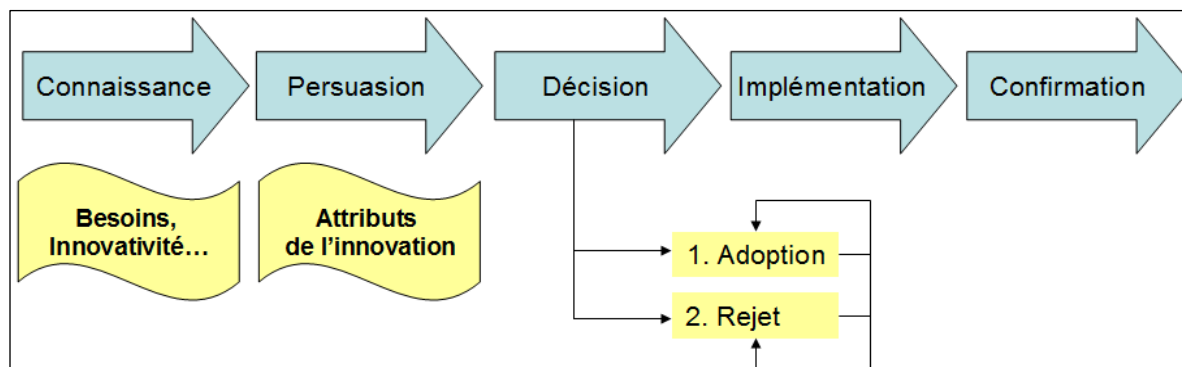 Connaissance
Persuasion
Décision
Implémentation
Confirmation
Besoins,
Innovativité…
Attributs
de l’innovation
1. Adoption
2. Rejet